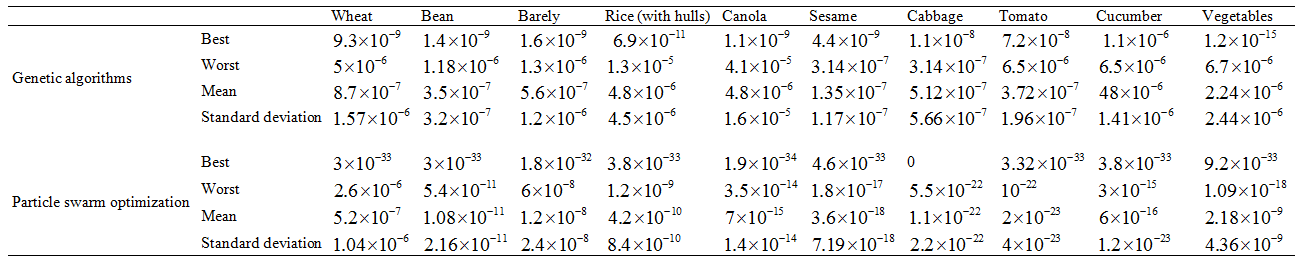 Wheat Bean Barely Rice (with hulls) Canola Sesame Cabbage Tomato Cucumber Vegetables
Best 9.3×10⁻⁹ 1.4×10⁻⁹ 1.6×10⁻⁹ 6.9×10⁻¹¹ 1.1×10⁻⁹ 4.4×10⁻⁹ 1.1×10⁻⁸ 7.2×10⁻⁸ 1.1×10⁻⁶ 1.2×10⁻¹⁵
Genetic algorithms
Worst 5×10⁻⁶ 1.18×10⁻⁶ 1.3×10⁻⁶ 1.3×10⁻⁵ 4.1×10⁻⁵ 3.14×10⁻⁷ 3.14×10⁻⁷ 6.5×10⁻⁶ 6.5×10⁻⁶ 6.7×10⁻⁶
Mean 8.7×10⁻⁷ 3.5×10⁻⁷ 5.6×10⁻⁷ 4.8×10⁻⁶ 4.8×10⁻⁶ 1.35×10⁻⁷ 5.12×10⁻⁷ 3.72×10⁻⁷ 48×10⁻⁶ 2.24×10⁻⁶
Standard deviation 1.57×10⁻⁶ 3.2×10⁻⁷ 1.2×10⁻⁶ 4.5×10⁻⁶ 1.6×10⁻⁵ 1.17×10⁻⁷ 5.66×10⁻⁷ 1.96×10⁻⁷ 1.41×10⁻⁶ 2.44×10⁻⁶
Best 3×10⁻³³ 3×10⁻³³ 1.8×10⁻³² 3.8×10⁻³³ 1.9×10⁻³⁴ 4.6×10⁻³³ 0 3.32×10⁻³³ 3.8×10⁻³³ 9.2×10⁻³³
Particle swarm optimization
Worst 2.6×10⁻⁶ 5.4×10⁻¹¹ 6×10⁻⁸ 1.2×10⁻⁹ 3.5×10⁻¹⁴ 1.8×10⁻¹⁷ 5.5×10⁻²² 10⁻²² 3×10⁻¹⁵ 1.09×10⁻¹⁸
Mean 5.2×10⁻⁷ 1.08×10⁻¹¹ 1.2×10⁻⁸ 4.2×10⁻¹⁰ 7×10⁻¹⁵ 3.6×10⁻¹⁸ 1.1×10⁻²² 2×10⁻²³ 6×10⁻¹⁶ 2.18×10⁻⁹
Standard deviation 1.04×10⁻⁶ 2.16×10⁻¹¹ 2.4×10⁻⁸ 8.4×10⁻¹⁰ 1.4×10⁻¹⁴ 7.19×10⁻¹⁸ 2.2×10⁻²² 4×10⁻²³ 1.2×10⁻²³ 4.36×10⁻⁹